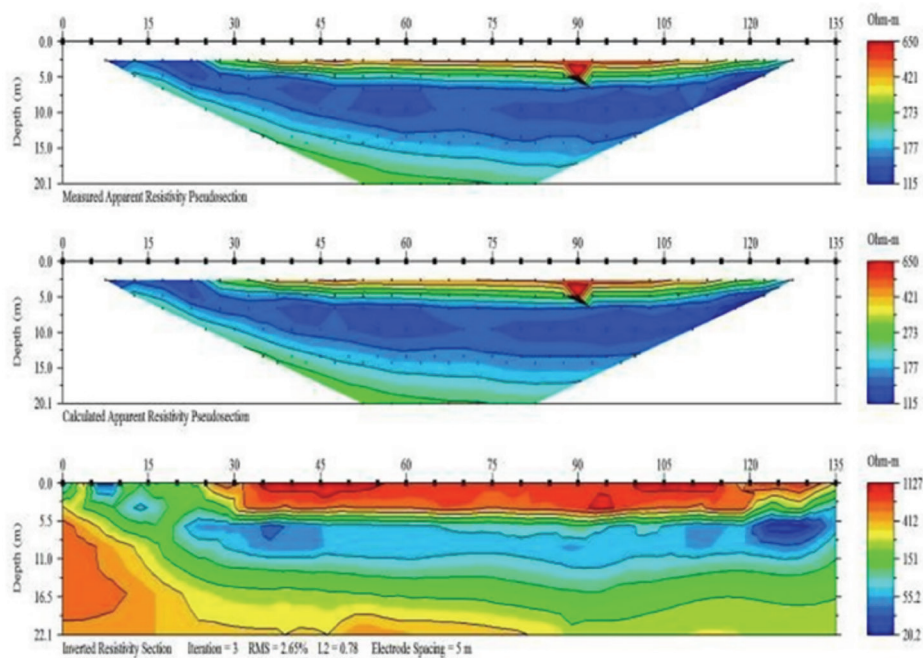 0 15 30 45 60 75 90 105 120 135 Ohm-m
0.0 650
5.0 421
10.0 273
15.0 177
20.1 115
Depth (m)
Measured Apparent Resistivity Pseudosection
0 15 30 45 60 75 90 105 120 135 Ohm-m
0.0 650
5.0 421
10.0 273
15.0 177
20.1 115
Depth (m)
Calculated Apparent Resistivity Pseudosection
0 15 30 45 60 75 90 105 120 135 Ohm-m
0.0 1127
5.5 412
11.0 151
16.5 55.2
22.1 20.2
Depth (m)
Inverted Resistivity Section Iteration = 3 RMS = 2.65% L2 = 0.78 Electrode Spacing = 5 m